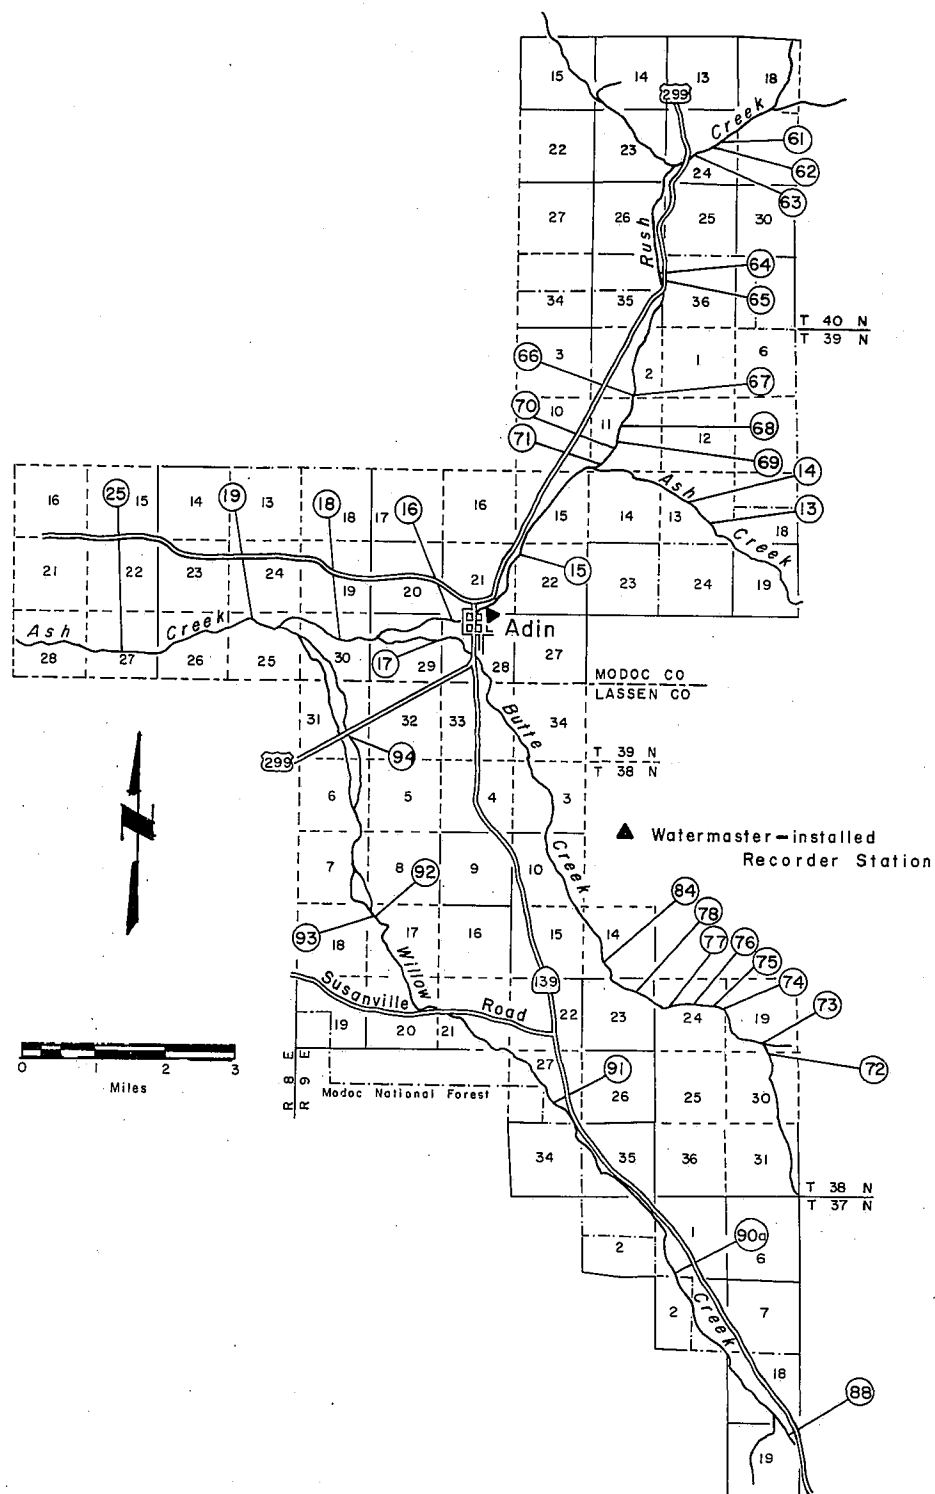 15 14 13 18
299
Creek
61
22 23 62
24
63
27 26 25 30
Rush
64
34 35 36 65
T 40 N
T 39 N
66 3 2 1 6
67
70 10 11 12 68
71 69
14
16 25 15 14 19 13 18 18 17 16 16 15 14 13 Ash 13
18
21 22 23 24 19 20 21 22 15 23 24 Creek 19
Adin
Ash Creek
28 27 26 25 30 17 29 28 27
MODOC CO
LASSEN CO
31 32 33 Butte 34
299 94
T 39 N
T 38 N
6 5 4 3
Watermaster-installed
Recorder Station
7 8 9 10 Creek
92
84
93 18 17 16 15 14 78
77 76 75 74
Willow
139
73
Susanville Road
19 20 21 22 23 24 19
72
0 1 2 3
Miles
R 8 E
R 9 E
27 91
Modoc National Forest
26 25 30
34 35 36 31
T 38 N
T 37 N
2 1 90a 6
2 Creek 7
18
88
19